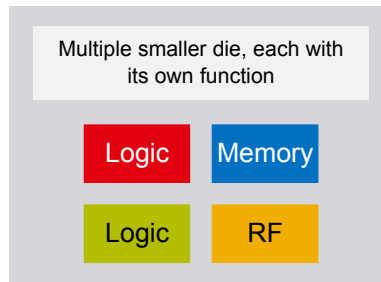 Multiple smaller die, each with
its own function
Logic Memory
Logic RF